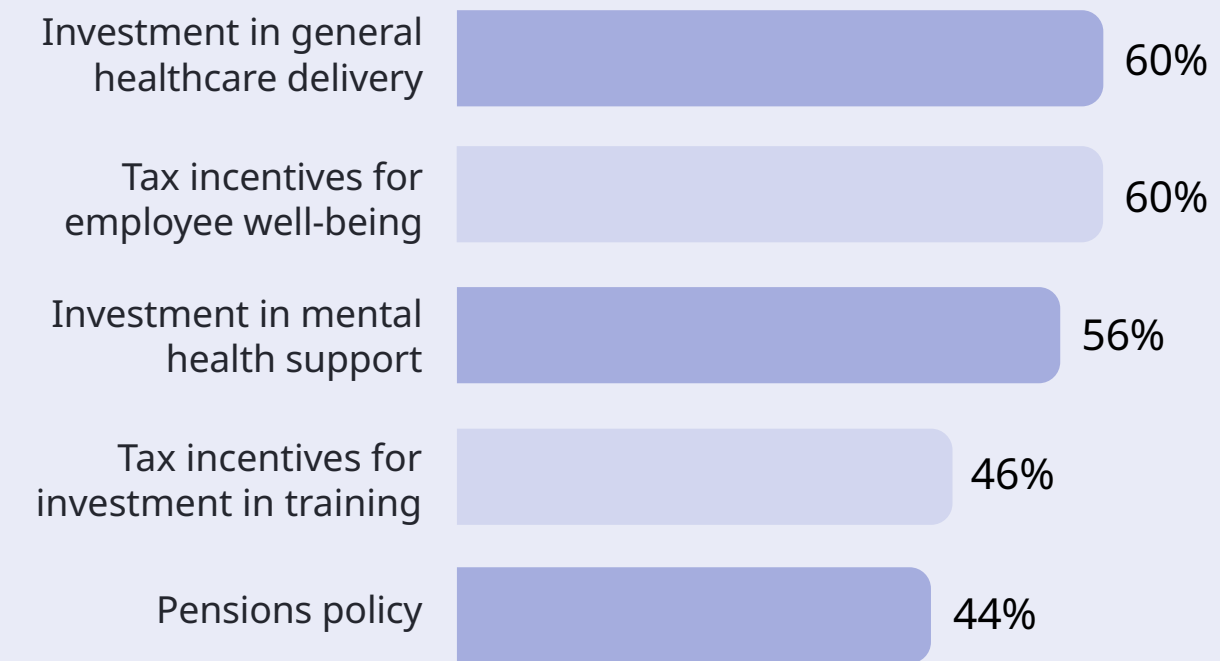 Investment in general
healthcare delivery
60%
Tax incentives for
employee well-being
60%
Investment in mental
health support
56%
Tax incentives for
investment in training
46%
Pensions policy
44%